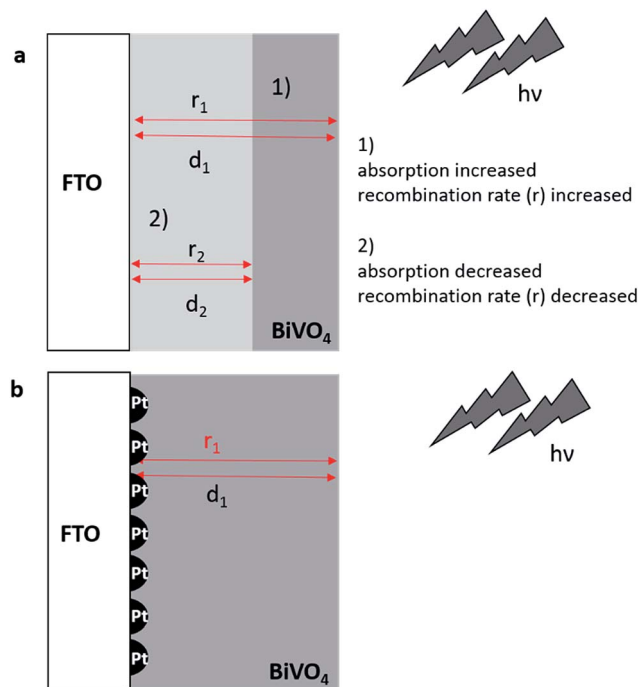 a
1)
r₁
d₁
FTO
2)
r₂
d₂
BiVO₄
hν
1)
absorption increased
recombination rate (r) increased
2)
absorption decreased
recombination rate (r) decreased
b
Pt
Pt
r₁
Pt
d₁
FTO
Pt
Pt
Pt
Pt
BiVO₄
hν